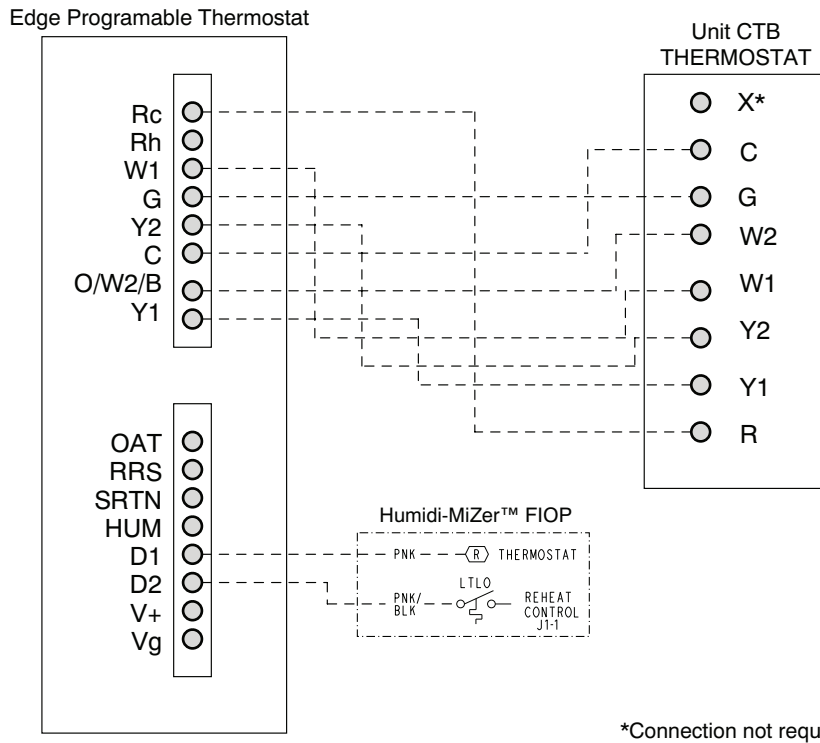 Edge Programable Thermostat
Rc
Rh
W1
G
Y2
C
O/W2/B
Y1
OAT
RRS
SRTN
HUM
D1
D2
V+
Vg
Unit CTB
THERMOSTAT
X*
C
G
W2
W1
Y2
Y1
R
Humidi-MiZer™ FIOP
PNK
R
THERMOSTAT
LTLO
PNK/
BLK
REHEAT
CONTROL
J1-1
*Connection not requ